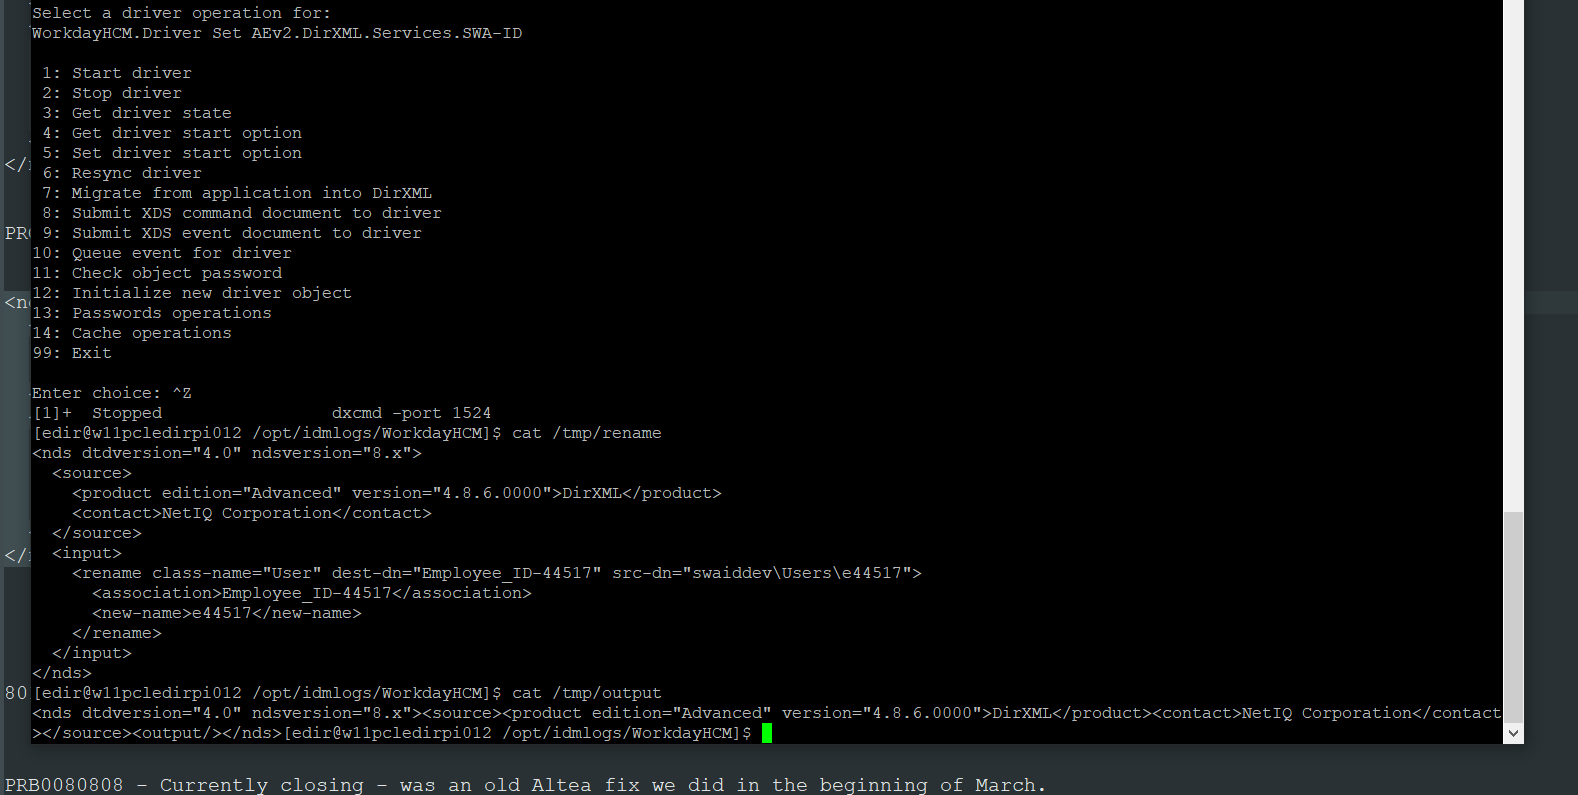 Select a driver operation for:
WorkdayHCM.Driver Set AEv2.DirXML.Services.SWA-ID
1: Start driver
2: Stop driver
3: Get driver state
4: Get driver start option
5: Set driver start option
6: Resync driver
7: Migrate from application into DirXML
8: Submit XDS command document to driver
9: Submit XDS event document to driver
10: Queue event for driver
11: Check object password
12: Initialize new driver object
13: Passwords operations
14: Cache operations
99: Exit
Enter choice: ^Z
[1]+  Stopped                 dxcmd -port 1524
[edir@w11pcledirpi012 /opt/idmlogs/WorkdayHCM]$ cat /tmp/rename
<nds dtdversion="4.0" ndsversion="8.x">
  <source>
    <product edition="Advanced" version="4.8.6.0000">DirXML</product>
    <contact>NetIQ Corporation</contact>
  </source>
  <input>
    <rename class-name="User" dest-dn="Employee_ID-44517" src-dn="swaiddev\Users\e44517">
      <association>Employee_ID-44517</association>
      <new-name>e44517</new-name>
    </rename>
  </input>
</nds>
[edir@w11pcledirpi012 /opt/idmlogs/WorkdayHCM]$ cat /tmp/output
<nds dtdversion="4.0" ndsversion="8.x"><source><product edition="Advanced" version="4.8.6.0000">DirXML</product><contact>NetIQ Corporation</contact
></source><output/></nds>[edir@w11pcledirpi012 /opt/idmlogs/WorkdayHCM]$
80
PRB0080808 - Currently closing - was an old Altea fix we did in the beginning of March.